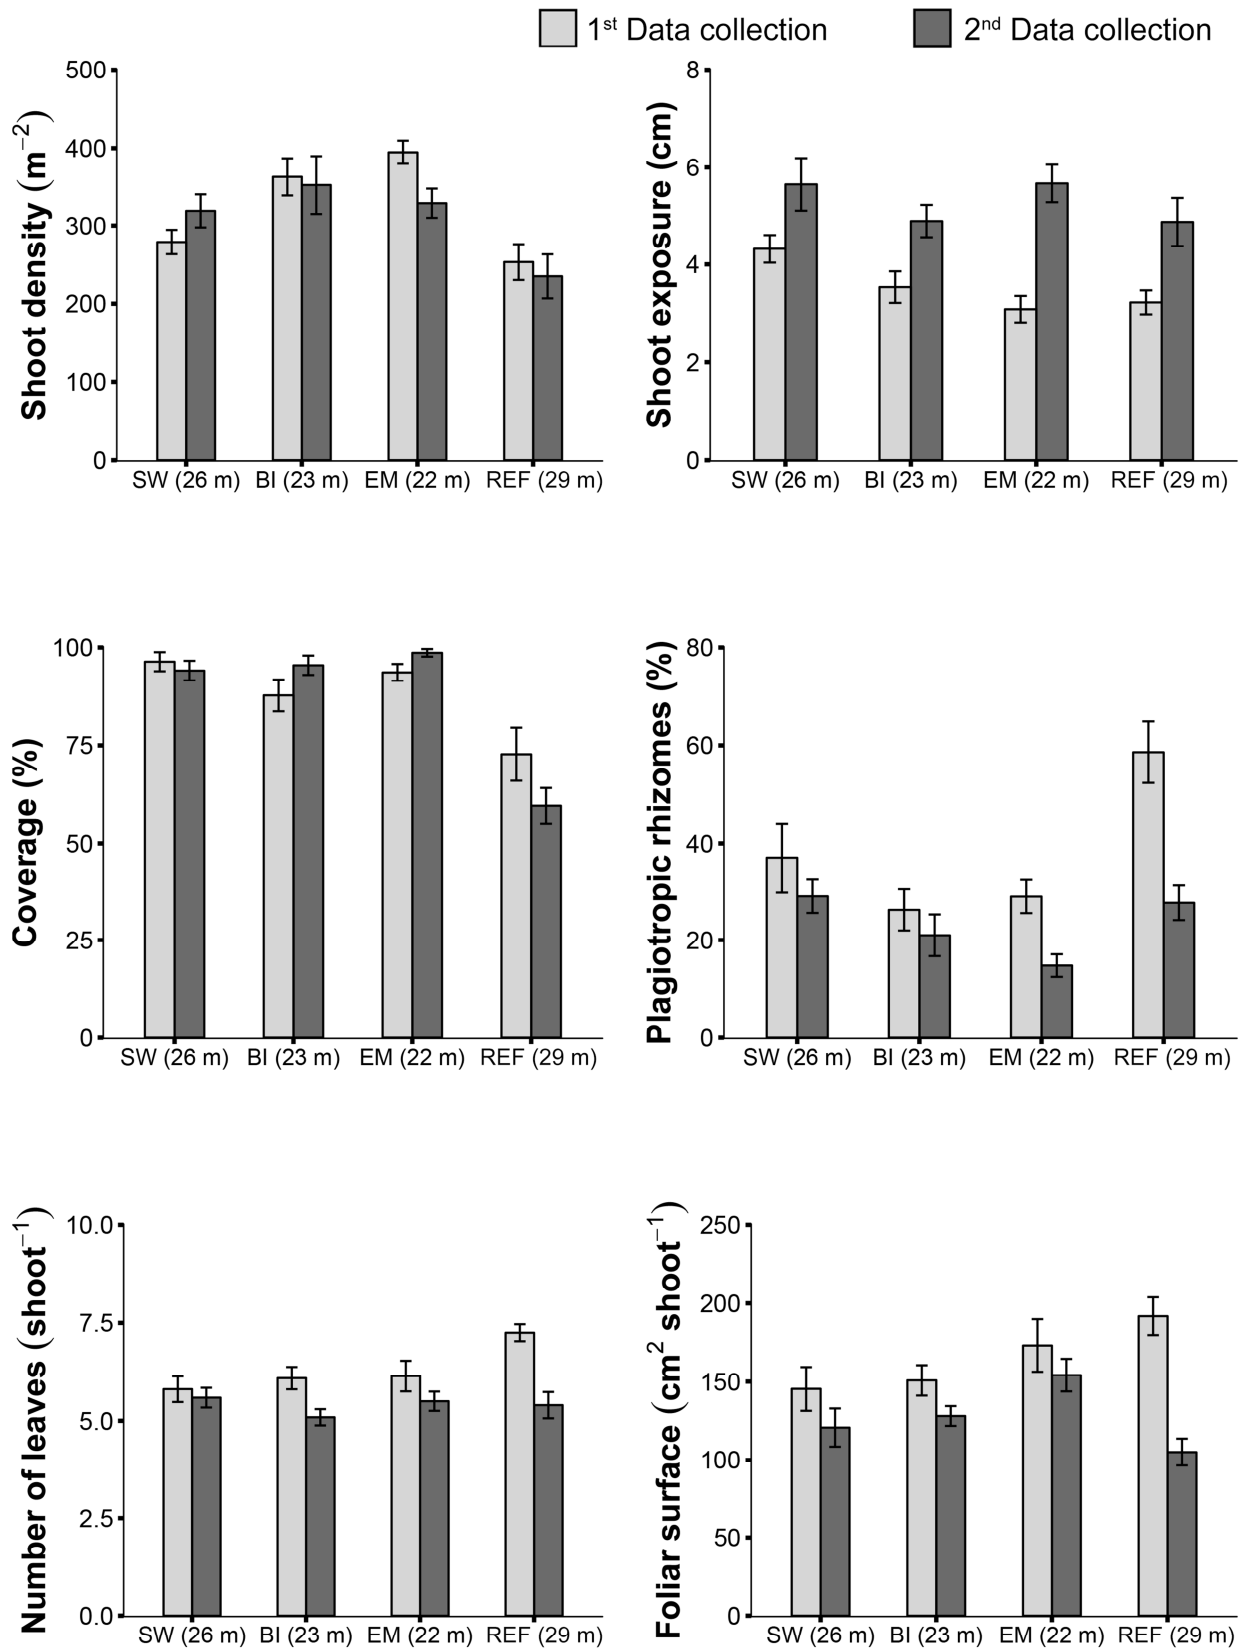 1st Data collection
2nd Data collection
Shoot density (m−2)
500
400
300
200
100
0
SW (26 m) BI (23 m) EM (22 m) REF (29 m)
Shoot exposure (cm)
8
6
4
2
0
SW (26 m) BI (23 m) EM (22 m) REF (29 m)
Coverage (%)
100
75
50
25
0
SW (26 m) BI (23 m) EM (22 m) REF (29 m)
Plagiotropic rhizomes (%)
80
60
40
20
0
SW (26 m) BI (23 m) EM (22 m) REF (29 m)
Number of leaves (shoot−1)
10.0
7.5
5.0
2.5
0.0
SW (26 m) BI (23 m) EM (22 m) REF (29 m)
Foliar surface (cm2 shoot−1)
250
200
150
100
50
0
SW (26 m) BI (23 m) EM (22 m) REF (29 m)